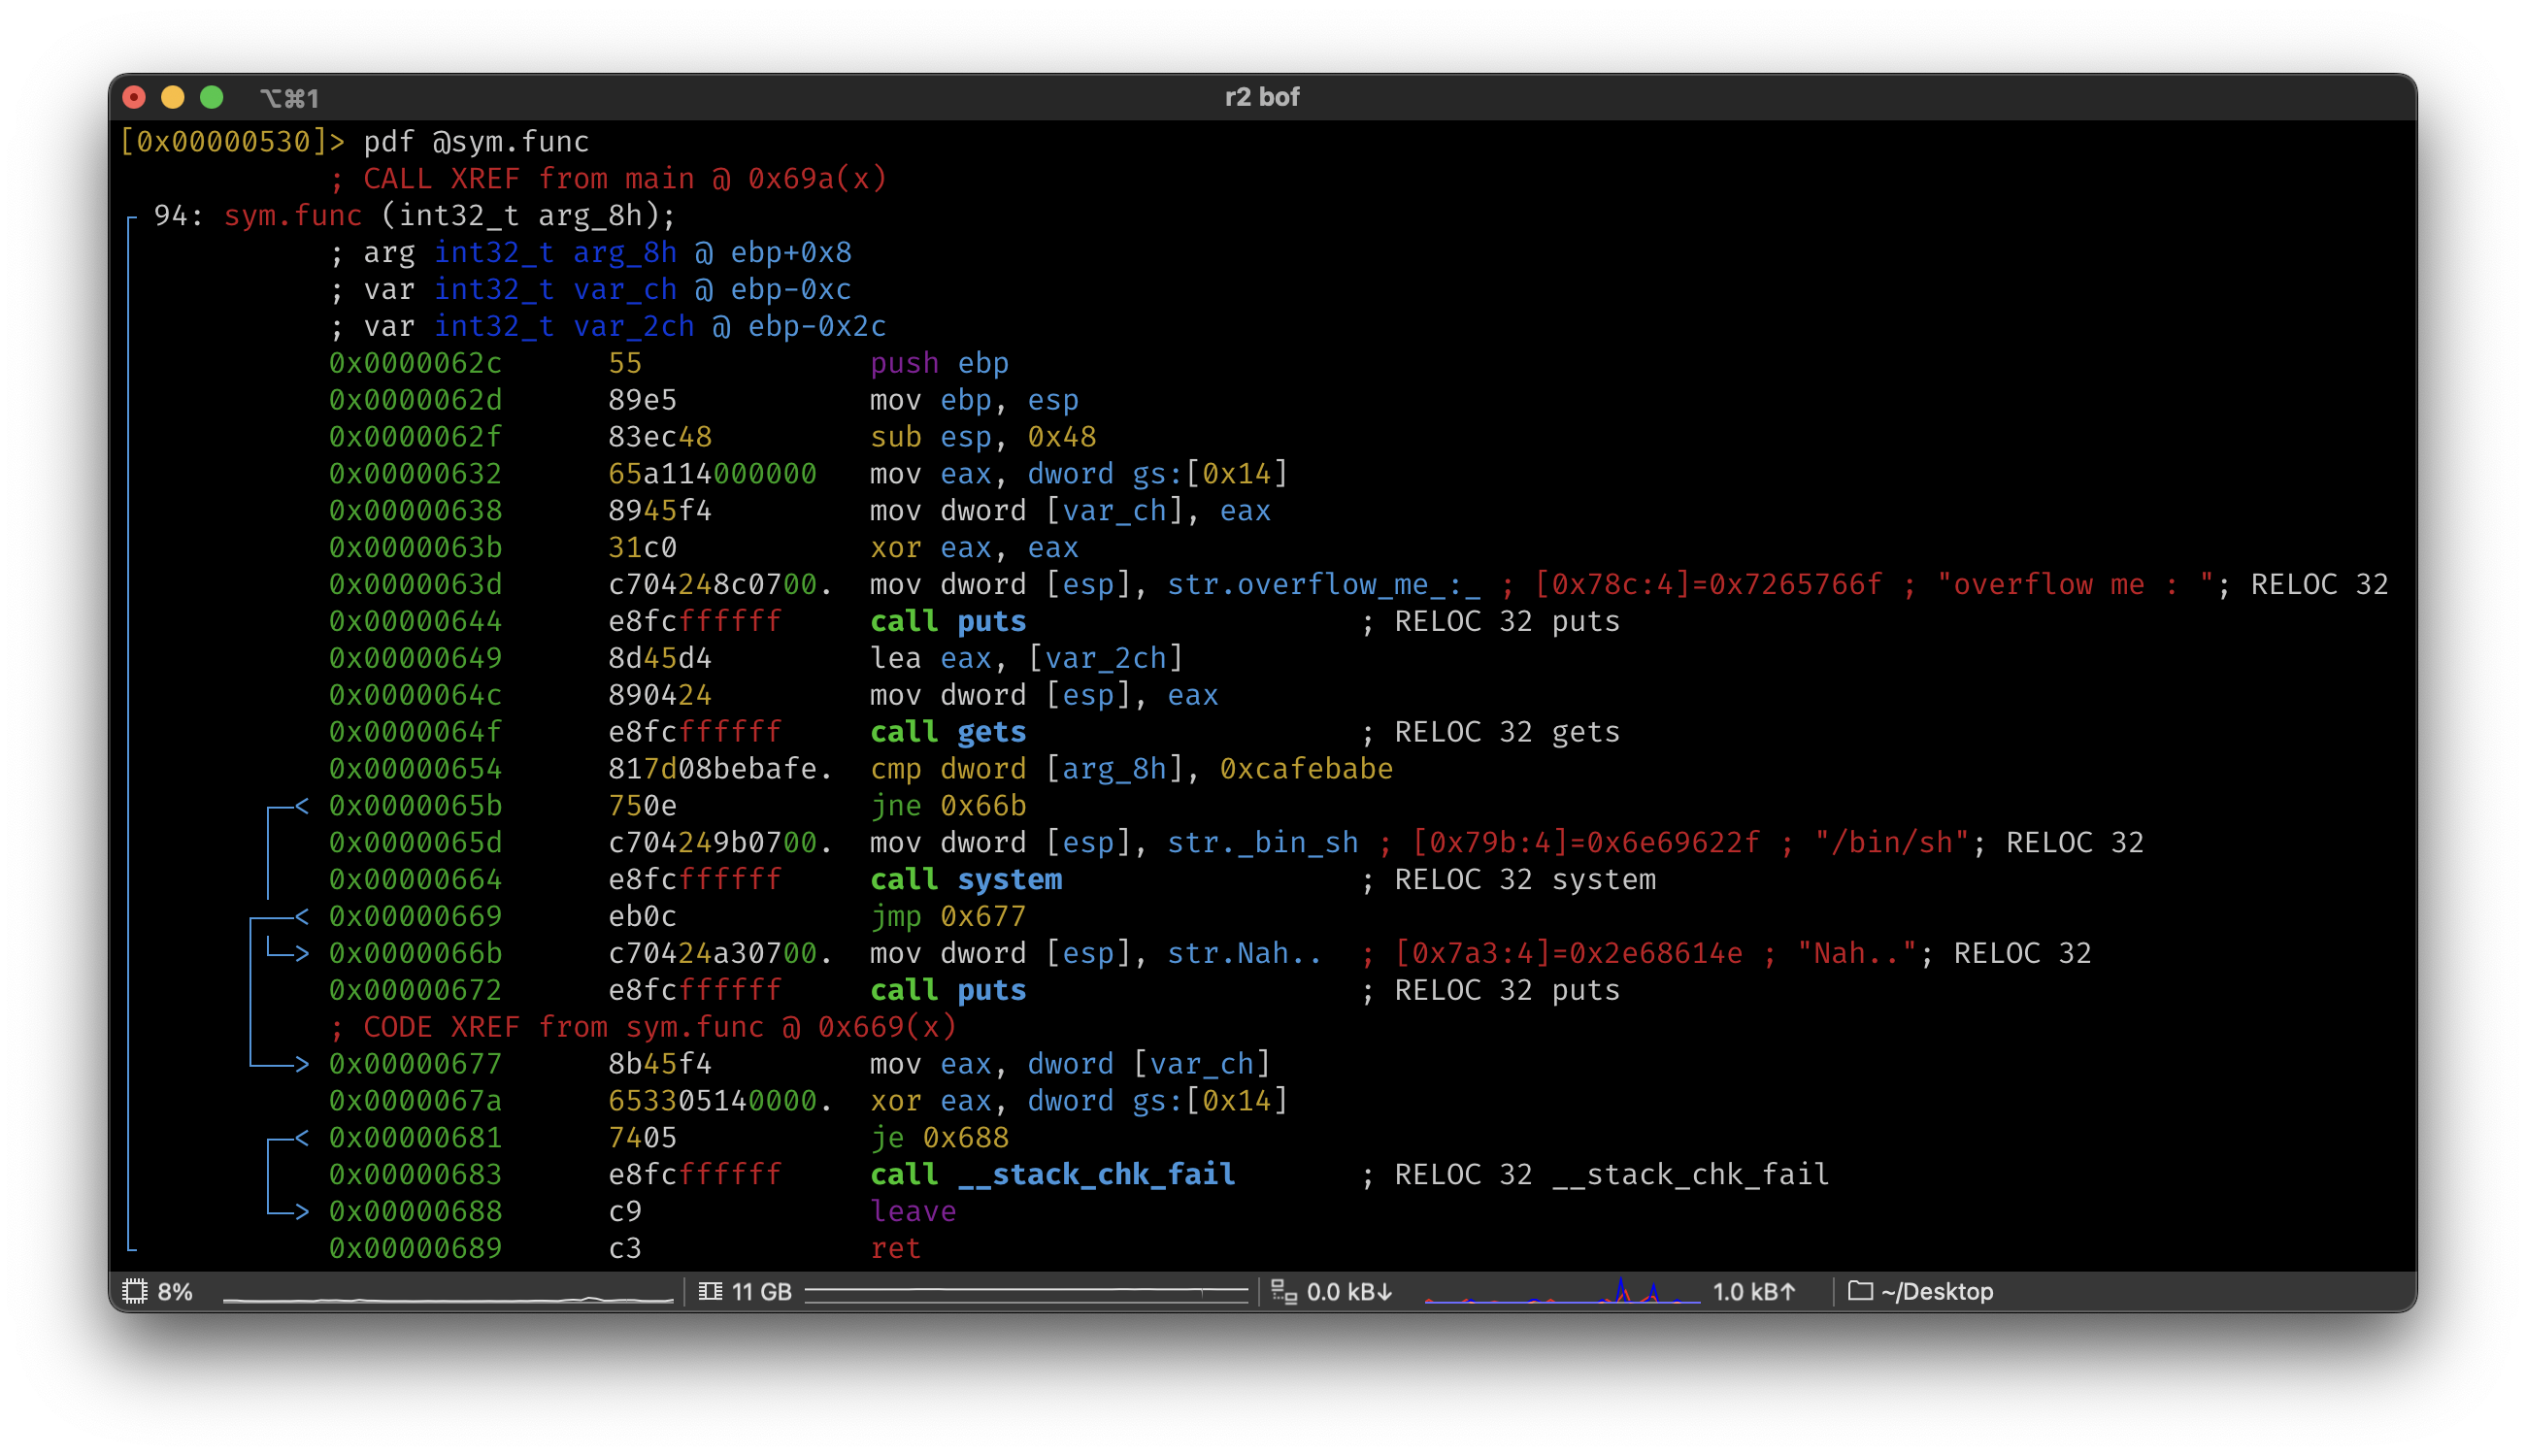 ⌥⌘1 r2 bof
[0x00000530]> pdf @sym.func
; CALL XREF from main @ 0x69a(x)
┌ 94: sym.func (int32_t arg_8h);
│ ; arg int32_t arg_8h @ ebp+0x8
│ ; var int32_t var_ch @ ebp-0xc
│ ; var int32_t var_2ch @ ebp-0x2c
│ 0x0000062c 55 push ebp
│ 0x0000062d 89e5 mov ebp, esp
│ 0x0000062f 83ec48 sub esp, 0x48
│ 0x00000632 65a114000000 mov eax, dword gs:[0x14]
│ 0x00000638 8945f4 mov dword [var_ch], eax
│ 0x0000063b 31c0 xor eax, eax
│ 0x0000063d c704248c0700. mov dword [esp], str.overflow_me_:_ ; [0x78c:4]=0x7265766f ; "overflow me : "; RELOC 32
│ 0x00000644 e8fcffffff call puts ; RELOC 32 puts
│ 0x00000649 8d45d4 lea eax, [var_2ch]
│ 0x0000064c 890424 mov dword [esp], eax
│ 0x0000064f e8fcffffff call gets ; RELOC 32 gets
│ 0x00000654 817d08bebafe. cmp dword [arg_8h], 0xcafebabe
│ ┌─< 0x0000065b 750e jne 0x66b
│ │ 0x0000065d c704249b0700. mov dword [esp], str._bin_sh ; [0x79b:4]=0x6e69622f ; "/bin/sh"; RELOC 32
│ │ 0x00000664 e8fcffffff call system ; RELOC 32 system
│ ┌──< 0x00000669 eb0c jmp 0x677
│ │└─> 0x0000066b c70424a30700. mov dword [esp], str.Nah.. ; [0x7a3:4]=0x2e68614e ; "Nah.."; RELOC 32
│ │ 0x00000672 e8fcffffff call puts ; RELOC 32 puts
│ │ ; CODE XREF from sym.func @ 0x669(x)
│ └──> 0x00000677 8b45f4 mov eax, dword [var_ch]
│ 0x0000067a 653305140000. xor eax, dword gs:[0x14]
│ ┌─< 0x00000681 7405 je 0x688
│ │ 0x00000683 e8fcffffff call __stack_chk_fail ; RELOC 32 __stack_chk_fail
│ └─> 0x00000688 c9 leave
└ 0x00000689 c3 ret
8% 11 GB 0.0 kB↓ 1.0 kB↑ ~/Desktop